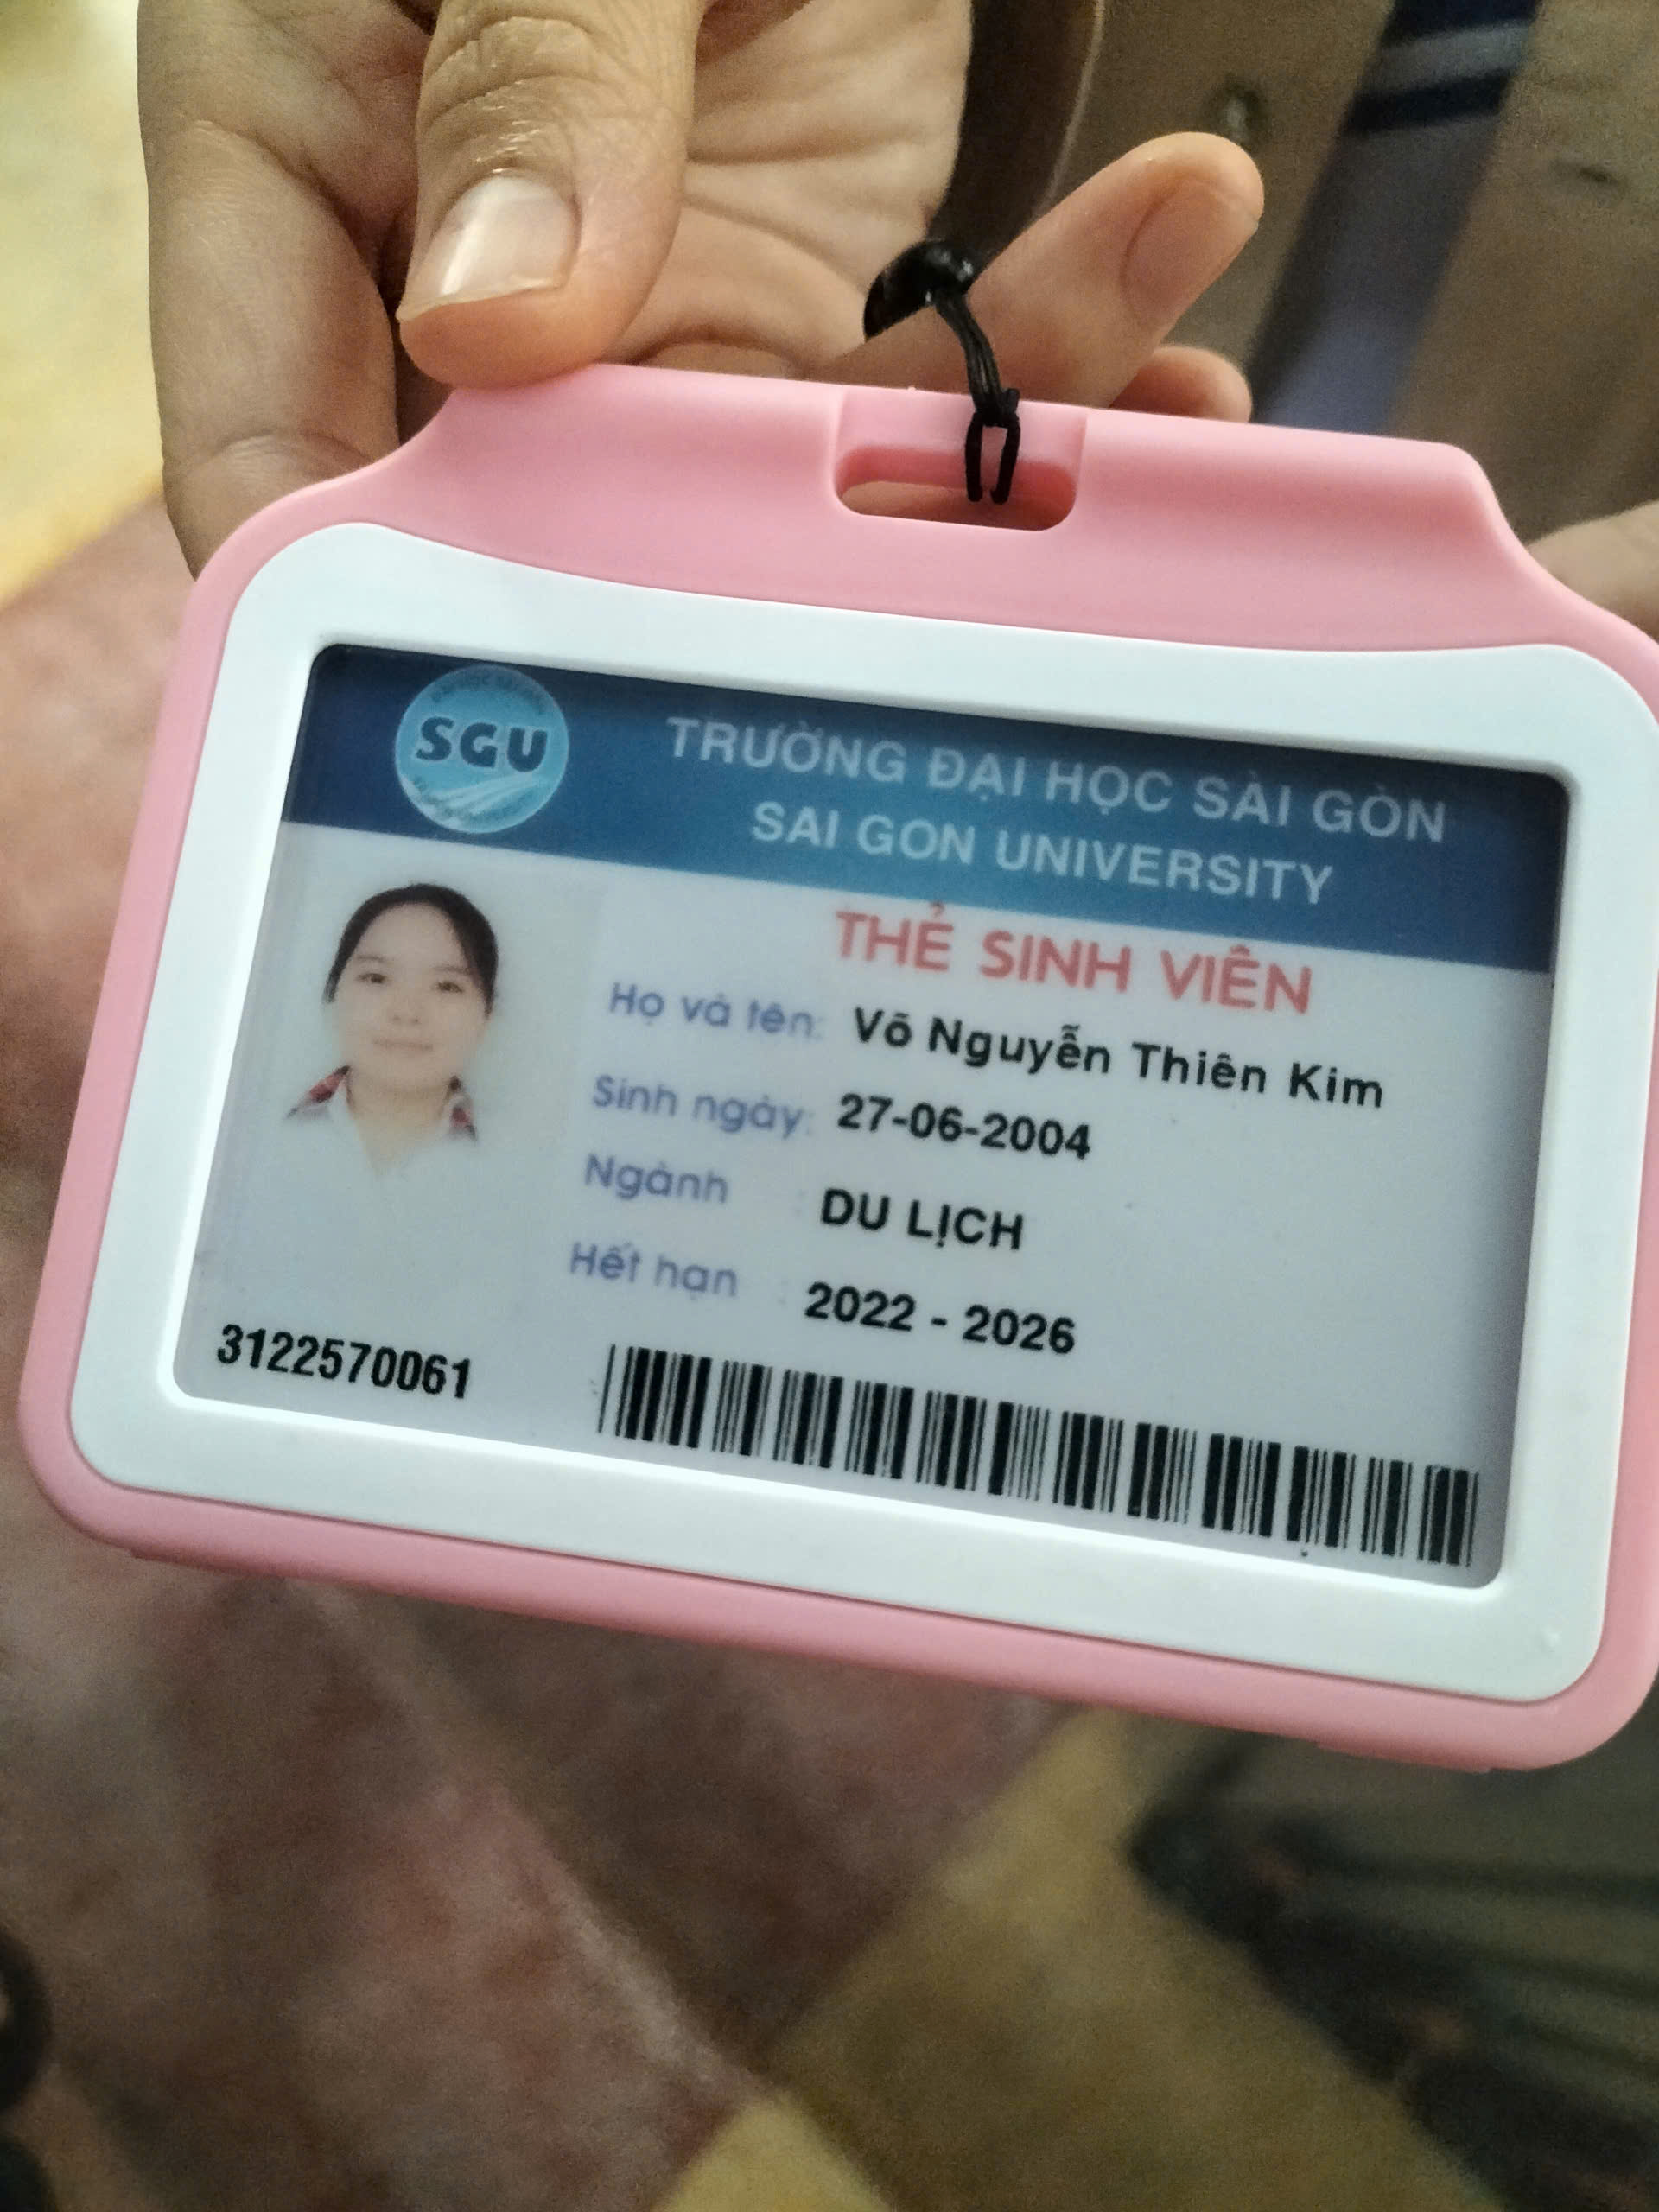 SGU
TRƯỜNG ĐẠI HỌC SÀI GÒN
SAI GON UNIVERSITY
THẺ SINH VIÊN
Họ và tên: Võ Nguyễn Thiên Kim
Sinh ngày: 27-06-2004
Ngành : DU LỊCH
Hết hạn : 2022 - 2026
3122570061